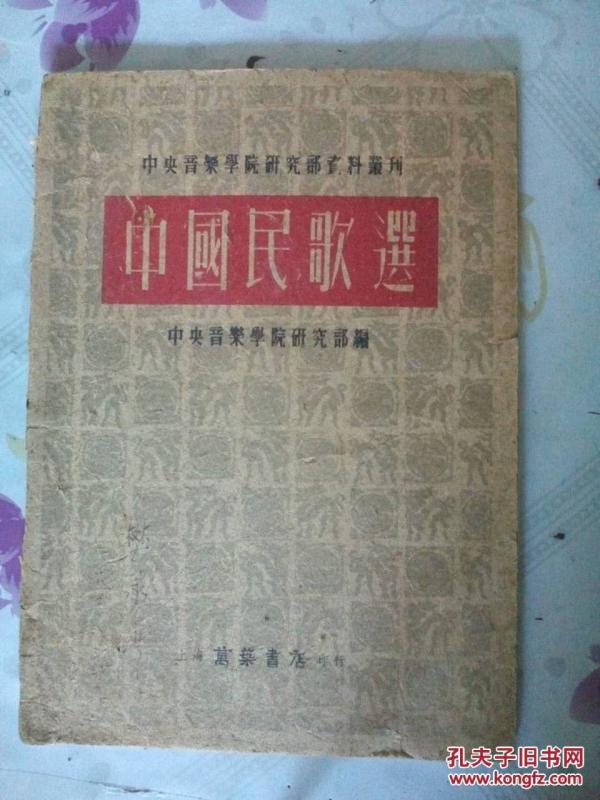 中央音樂學院研究部資料叢刊
中國民歌選
中央音樂學院研究部編
上海 萬葉書店 印行
孔夫子旧书网
www.kongfz.com